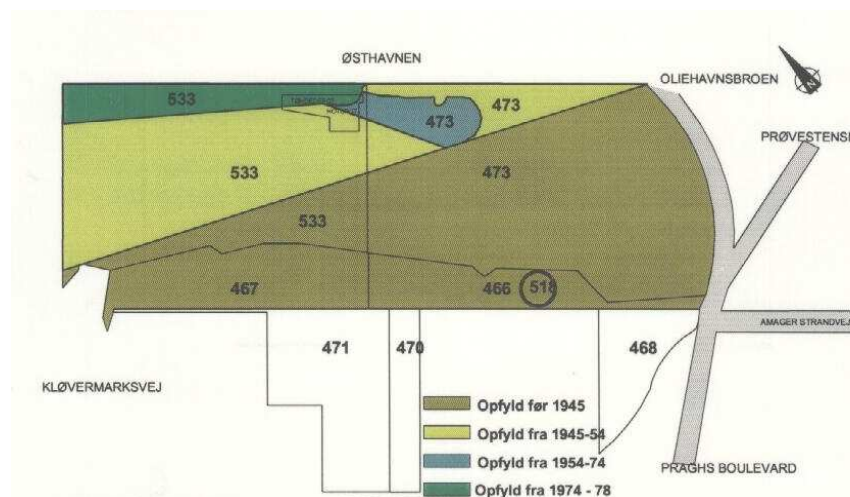 ØSTHAVNEN
OLIEHAVNSBROEN
N
PRØVESTENS
533
473
473
533
473
533
467
466
518
AMAGER STRANDVEJ
471
470
468
KLØVERMARKSVEJ
Opfyld før 1945
Opfyld fra 1945-54
Opfyld fra 1954-74
Opfyld fra 1974 - 78
PRAGHS BOULEVARD